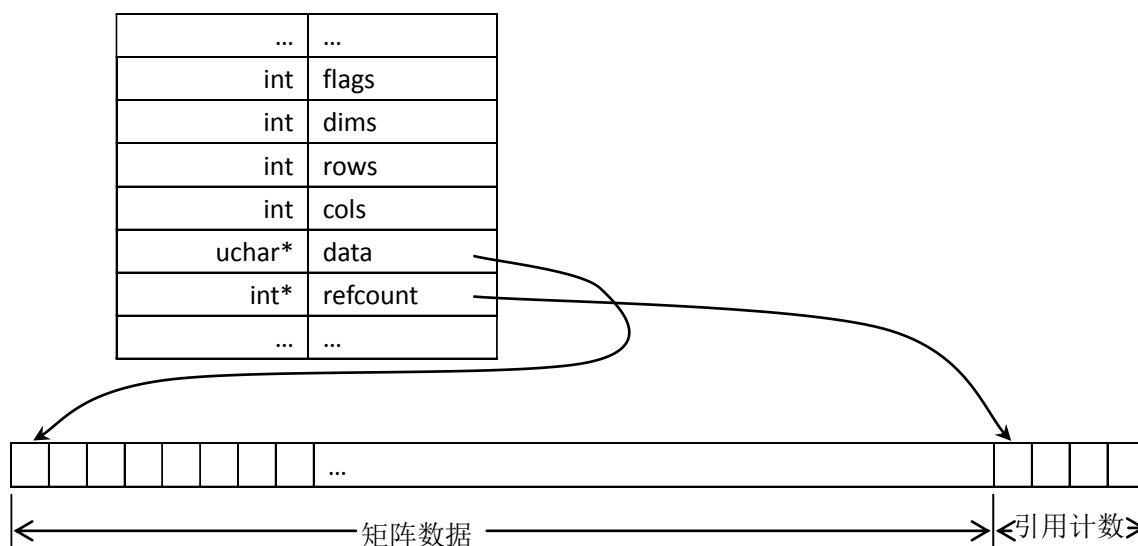 ... ...
int flags
int dims
int rows
int cols
uchar* data
int* refcount
... ...
...
矩阵数据 引用计数